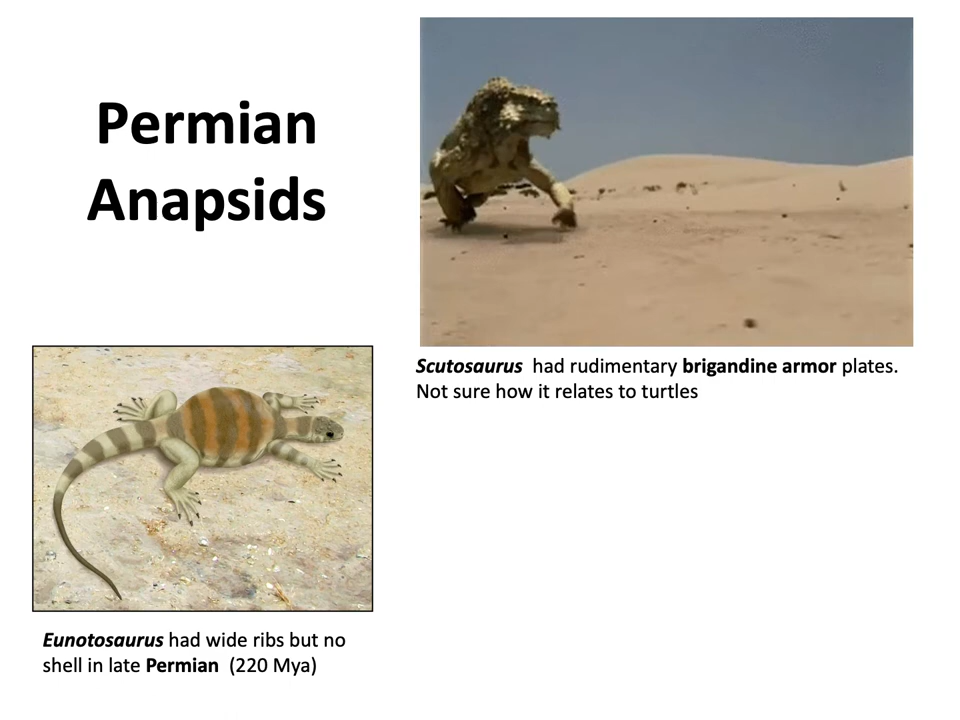 Permian
Anapsids
Scutosaurus had rudimentary brigandine armor plates.
Not sure how it relates to turtles
Eunotosaurus had wide ribs but no
shell in late Permian (220 Mya)